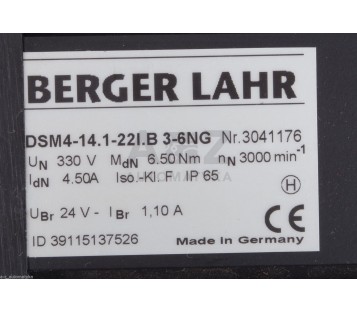 BERGER LAHR
DSM4-14.1-22I.B 3-6NG Nr.3041176
UN 330 V MdN 6.50 Nm nN 3000 min-1
IdN 4.50A Iso.-Kl. F IP 65
H
UBr 24 V - IBr 1,10 A
CE
ID 39115137526 Made in Germany